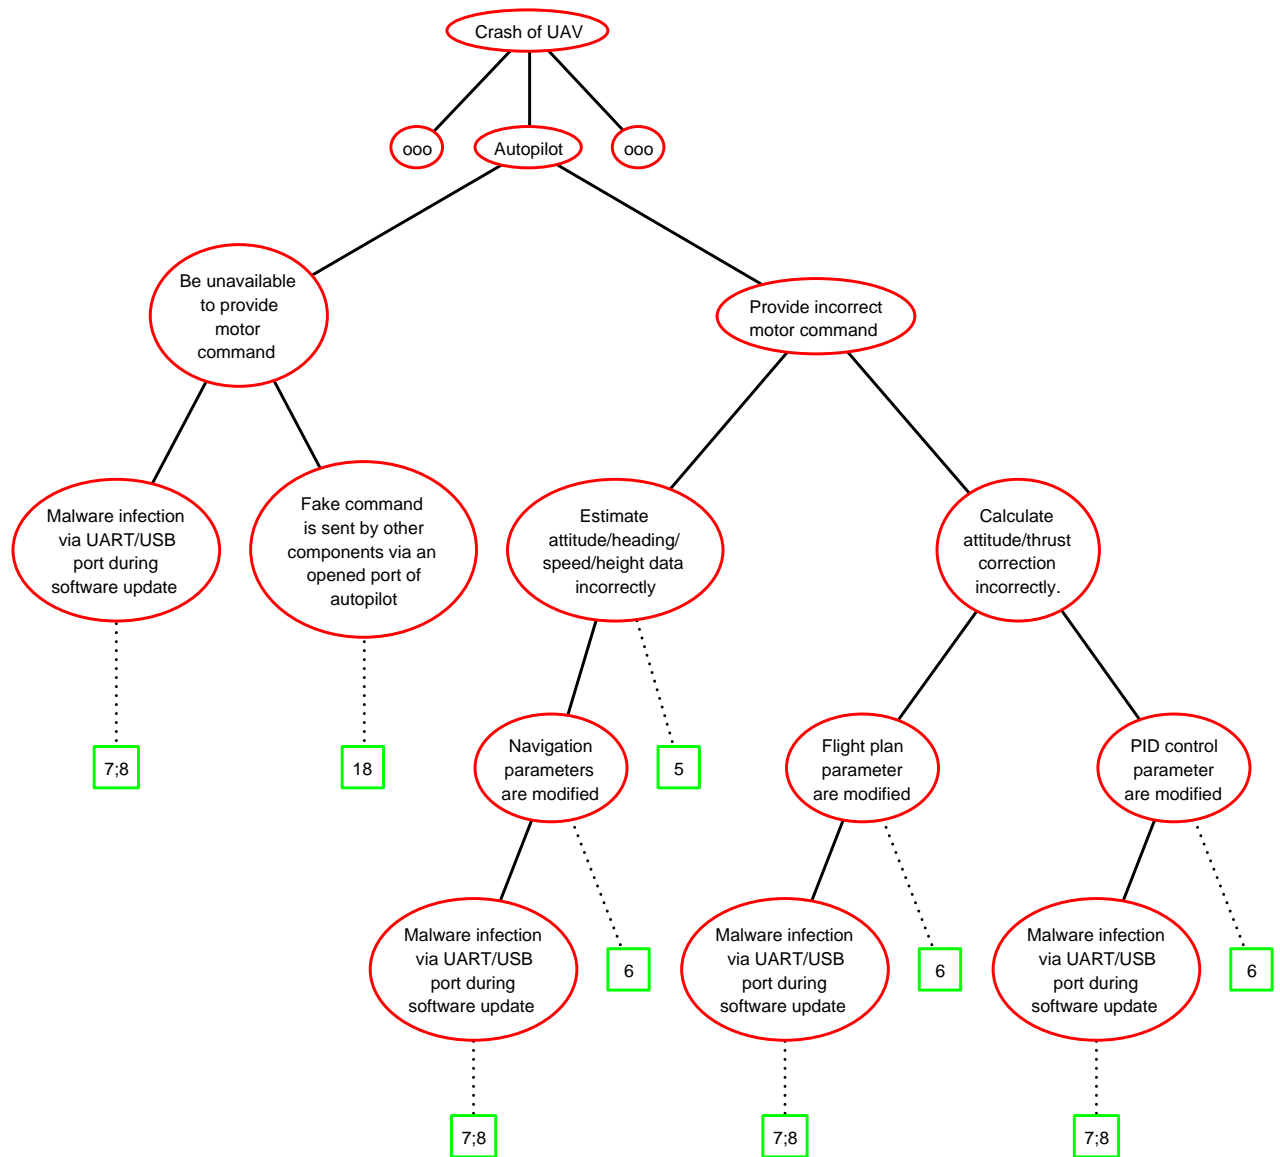 Crash of UAV
ooo
Autopilot
ooo
Be unavailable
to provide
motor
command
Provide incorrect
motor command
Malware infection
via UART/USB
port during
software update
Fake command
is sent by other
components via an
opened port of
autopilot
Estimate
attitude/heading/
speed/height data
incorrectly
Calculate
attitude/thrust
correction
incorrectly.
7;8
18
Navigation
parameters
are modified
5
Flight plan
parameter
are modified
PID control
parameter
are modified
Malware infection
via UART/USB
port during
software update
6
Malware infection
via UART/USB
port during
software update
6
Malware infection
via UART/USB
port during
software update
6
7;8
7;8
7;8